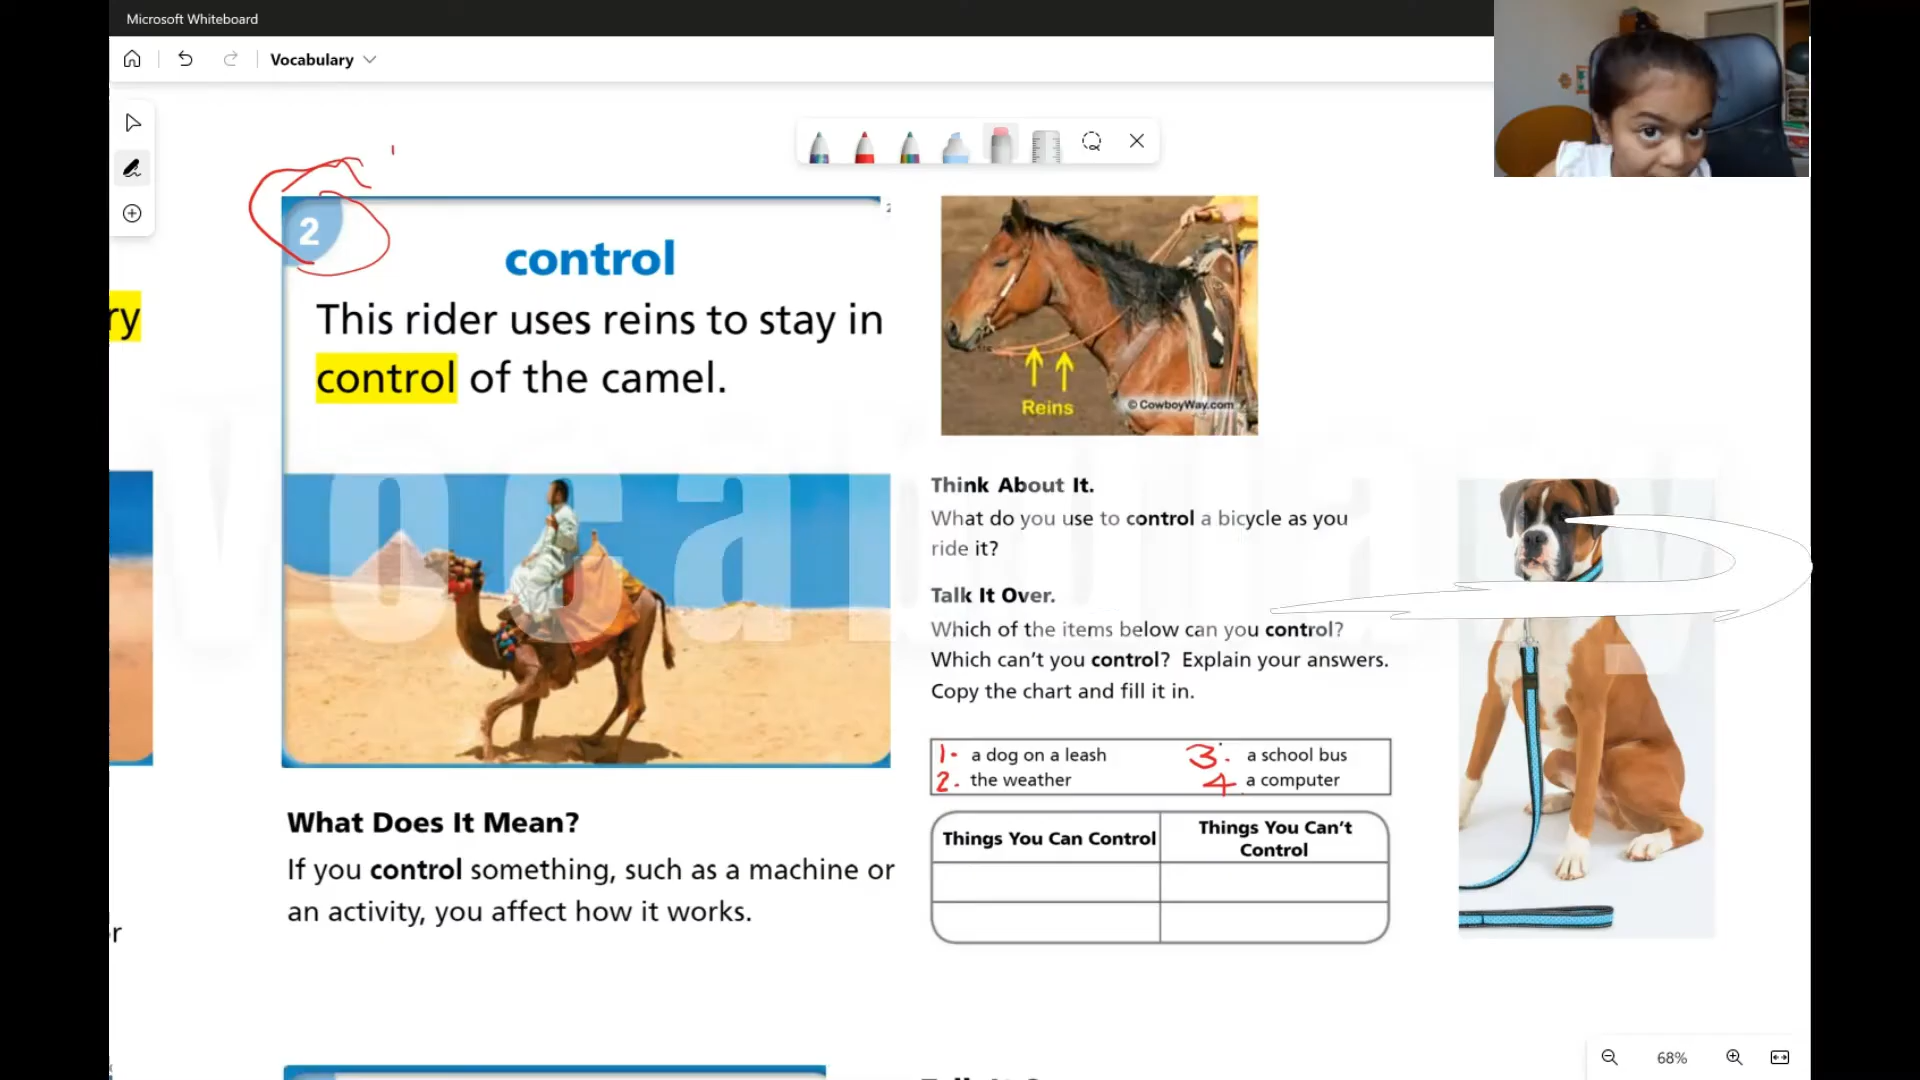 Microsoft Whiteboard
Vocabulary
2
control
This rider uses reins to stay in
control of the camel.
ry
Reins
© CowboyWay.com
Think About It.
What do you use to control a bicycle as you
ride it?
Talk It Over.
Which of the items below can you control?
Which can't you control? Explain your answers.
Copy the chart and fill it in.
1. a dog on a leash 3. a school bus
2. the weather 4 a computer
Things You Can Control Things You Can't
Control
What Does It Mean?
If you control something, such as a machine or
an activity, you affect how it works.
Vocabulary
68%